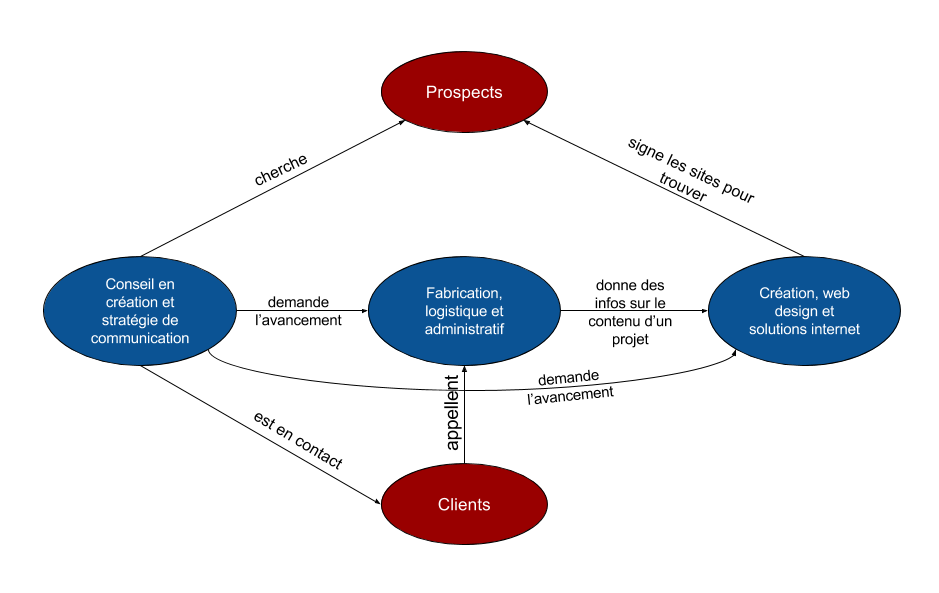 Prospects
cherche
signe les sites pour
trouver
Conseil en
création et
stratégie de
communication
demande
l’avancement
Fabrication,
logistique et
administratif
donne des
infos sur le
contenu d’un
projet
Création, web
design et
solutions internet
demande
l’avancement
appellent
est en contact
Clients